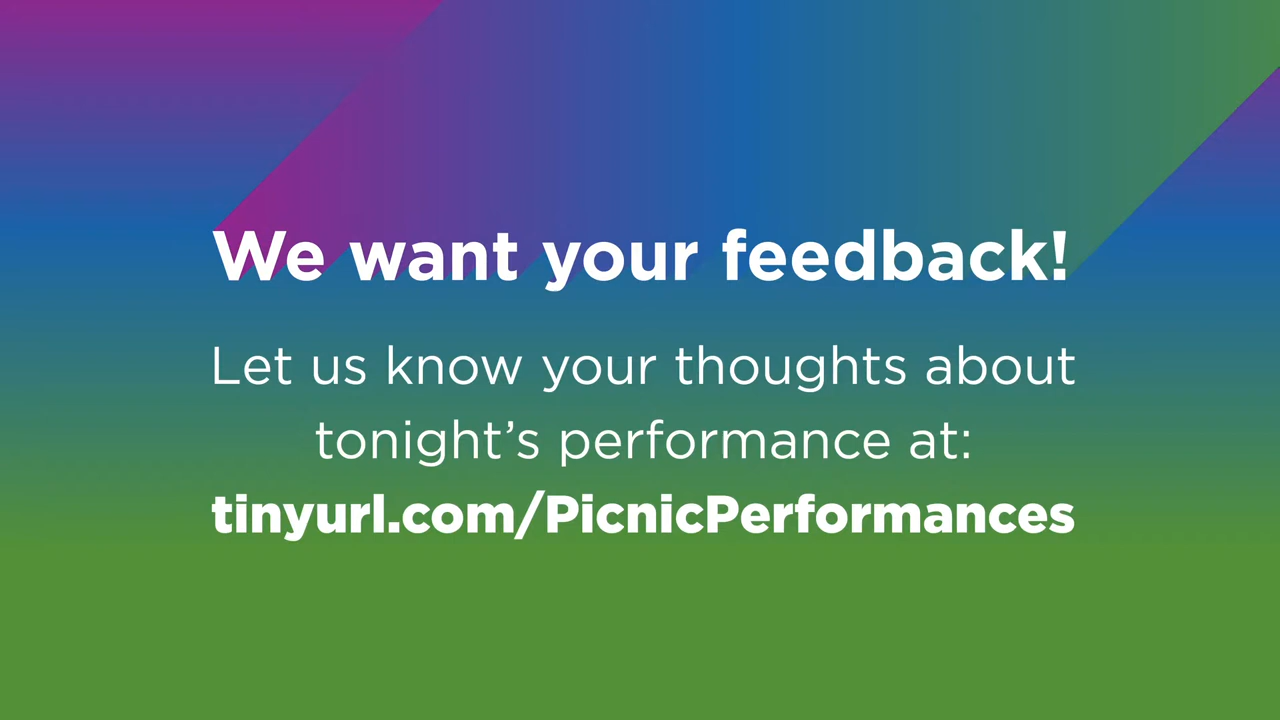 We want your feedback!
Let us know your thoughts about
tonight’s performance at:
tinyurl.com/PicnicPerformances